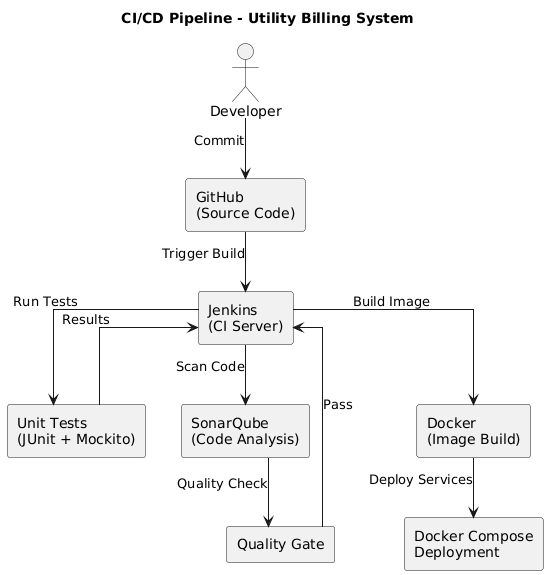 CI/CD Pipeline - Utility Billing System
Developer
Commit
GitHub
(Source Code)
Trigger Build
Run Tests
Results
Jenkins
(CI Server)
Build Image
Scan Code
Pass
Unit Tests
(JUnit + Mockito)
SonarQube
(Code Analysis)
Docker
(Image Build)
Quality Check
Deploy Services
Quality Gate
Docker Compose
Deployment